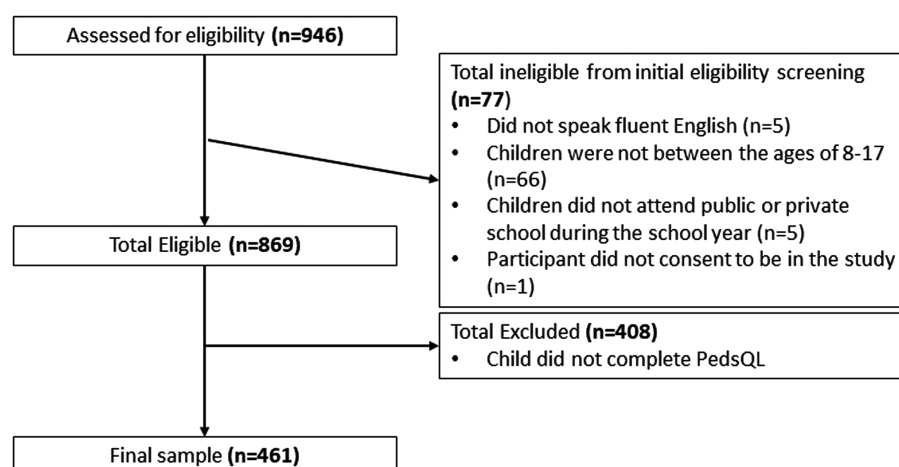 Assessed for eligibility (n=946)
Total ineligible from initial eligibility screening
(n=77)
• Did not speak fluent English (n=5)
• Children were not between the ages of 8-17
(n=66)
• Children did not attend public or private
school during the school year (n=5)
• Participant did not consent to be in the study
(n=1)
Total Eligible (n=869)
Total Excluded (n=408)
• Child did not complete PedsQL
Final sample (n=461)